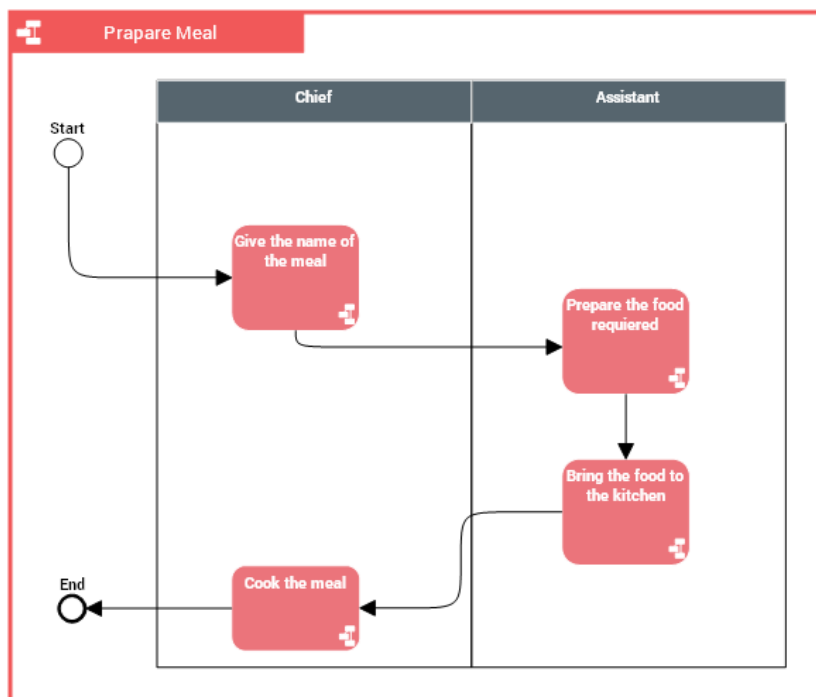 Prapare Meal
Chief
Assistant
Start
Give the name of
the meal
Prepare the food
requiered
Bring the food to
the kitchen
Cook the meal
End